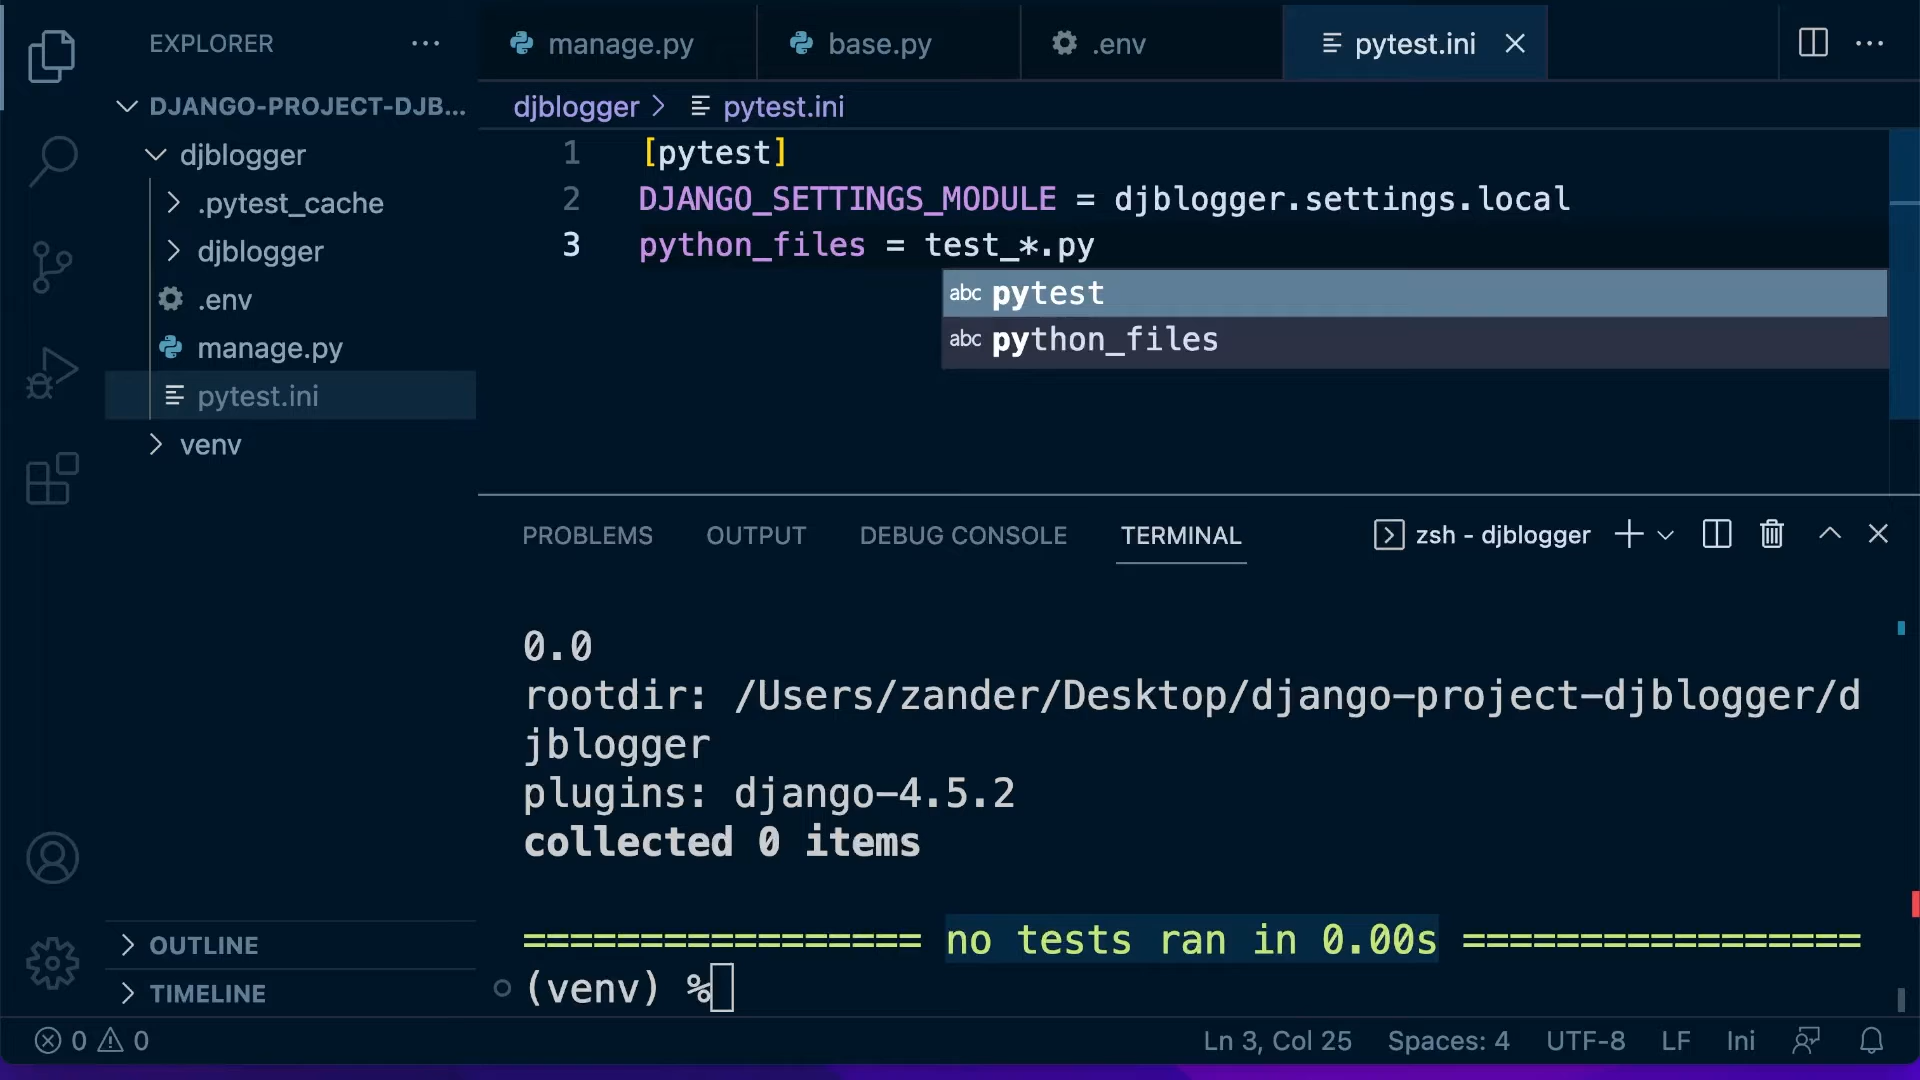 EXPLORER
DJANGO-PROJECT-DJB...
djblogger
.pytest_cache
djblogger
.env
manage.py
pytest.ini
venv
OUTLINE
TIMELINE
manage.py
base.py
.env
pytest.ini
djblogger > pytest.ini
1 [pytest]
2 DJANGO_SETTINGS_MODULE = djblogger.settings.local
3 python_files = test_*.py
abc pytest
abc python_files
PROBLEMS OUTPUT DEBUG CONSOLE TERMINAL zsh - djblogger
0.0
rootdir: /Users/zander/Desktop/django-project-djblogger/d
jblogger
plugins: django-4.5.2
collected 0 items
================= no tests ran in 0.00s =================
(venv) %
0 0 Ln 3, Col 25 Spaces: 4 UTF-8 LF Ini